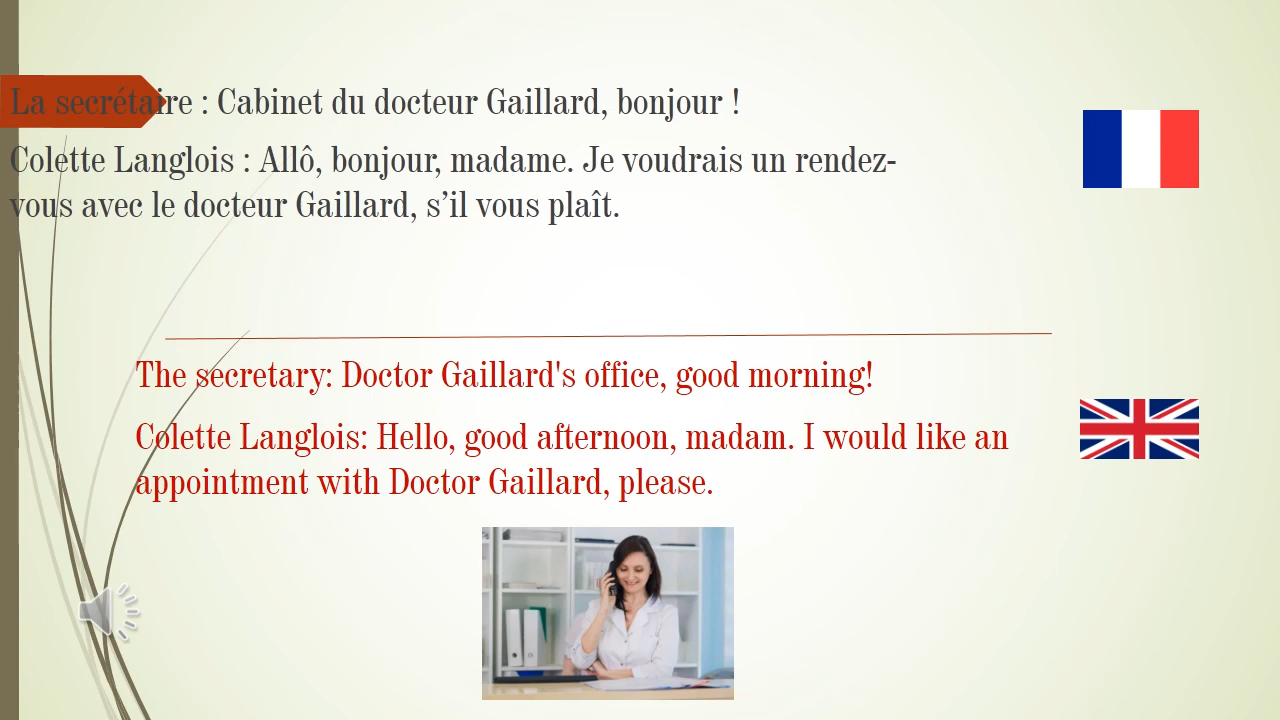 La secrétaire : Cabinet du docteur Gaillard, bonjour !
Colette Langlois : Allô, bonjour, madame. Je voudrais un rendez-
vous avec le docteur Gaillard, s’il vous plaît.
The secretary: Doctor Gaillard's office, good morning!
Colette Langlois: Hello, good afternoon, madam. I would like an
appointment with Doctor Gaillard, please.